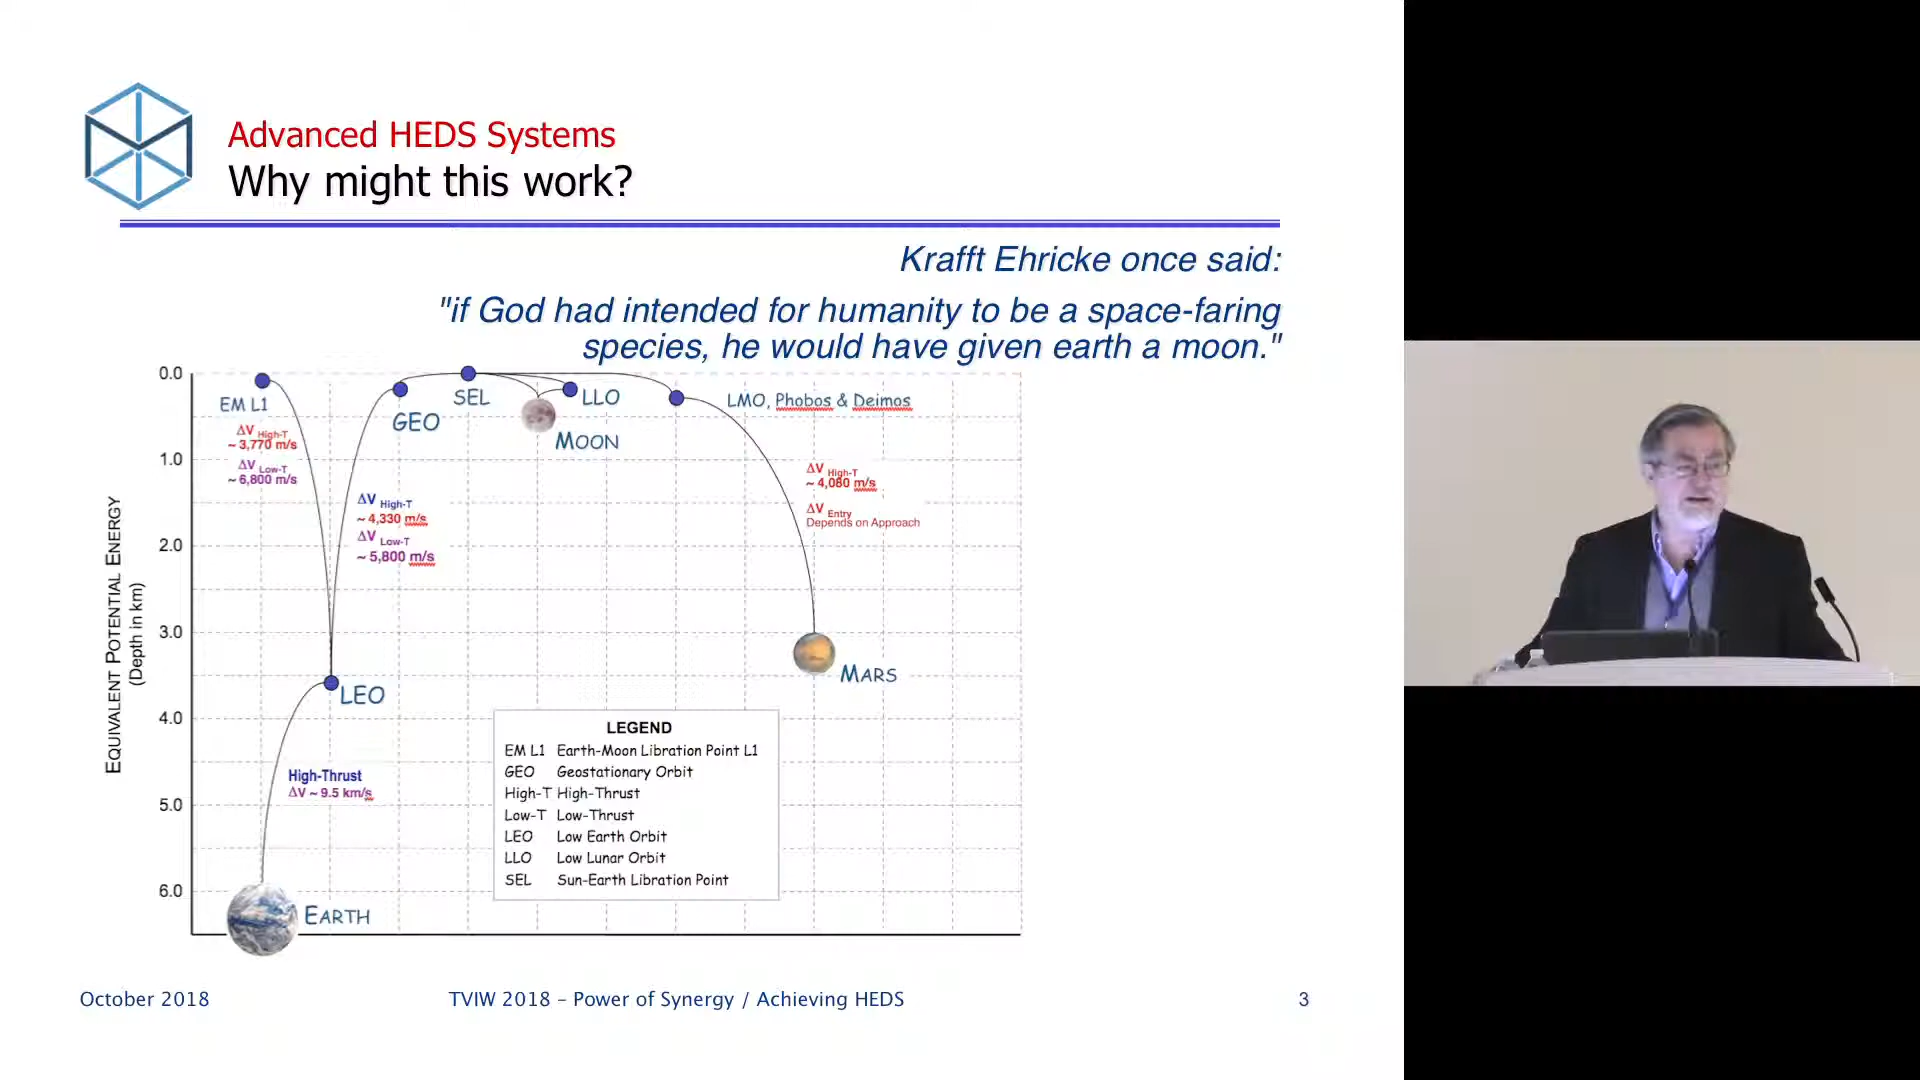 Advanced HEDS Systems
Why might this work?
Krafft Ehricke once said:
"if God had intended for humanity to be a space-faring
species, he would have given earth a moon."
EQUIVALENT POTENTIAL ENERGY
(Depth in km)
0.0
1.0
2.0
3.0
4.0
5.0
6.0
EM L1
ΔV High-T
~ 3,770 m/s
ΔV Low-T
~ 6,800 m/s
GEO
ΔV High-T
~ 4,330 m/s
ΔV Low-T
~ 5,800 m/s
SEL
LLO
MOON
LMO, Phobos & Deimos
ΔV High-T
~ 4,080 m/s
ΔV Entry
Depends on Approach
MARS
LEO
High-Thrust
ΔV ~ 9.5 km/s
EARTH
LEGEND
EM L1 Earth-Moon Libration Point L1
GEO Geostationary Orbit
High-T High-Thrust
Low-T Low-Thrust
LEO Low Earth Orbit
LLO Low Lunar Orbit
SEL Sun-Earth Libration Point
October 2018
TVIW 2018 – Power of Synergy / Achieving HEDS
3